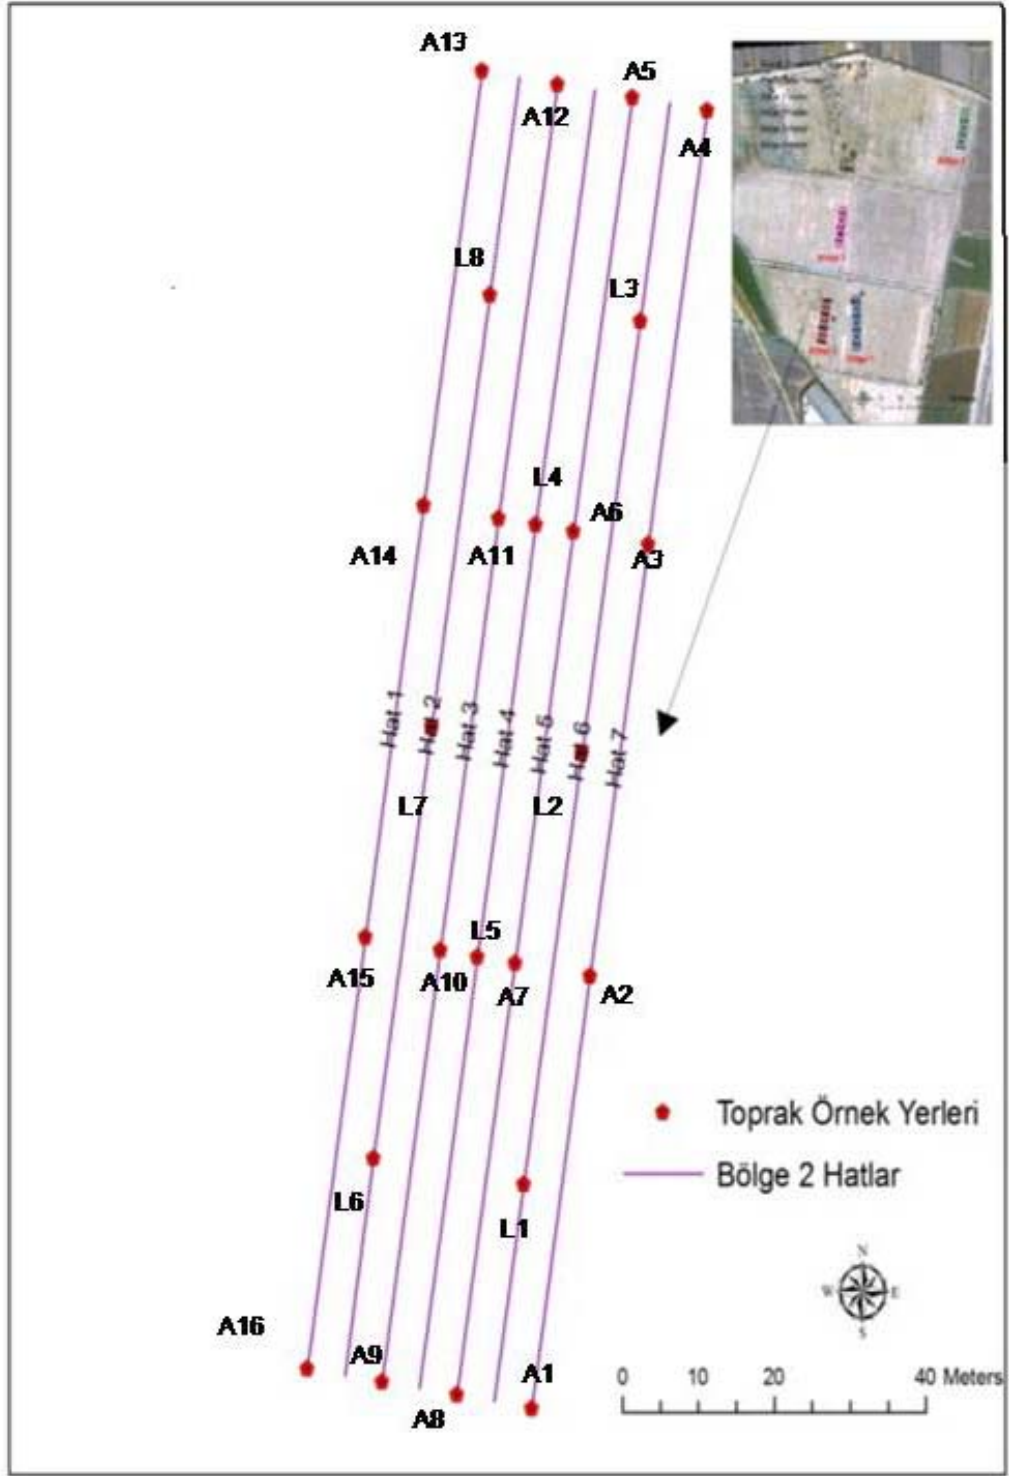 A13
A5
A12
A4
L8
L3
L4
A6
A14
A11
A3
Hat 1
Hat 2
Hat 3
Hat 4
Hat 5
Hat 6
Hat 7
L7
L2
L5
A15
A10
A7
A2
Toprak Örnek Yerleri
Bölge 2 Hatlar
L6
L1
N
W
E
S
A16
A9
A1
A8
0 10 20 40 Meters